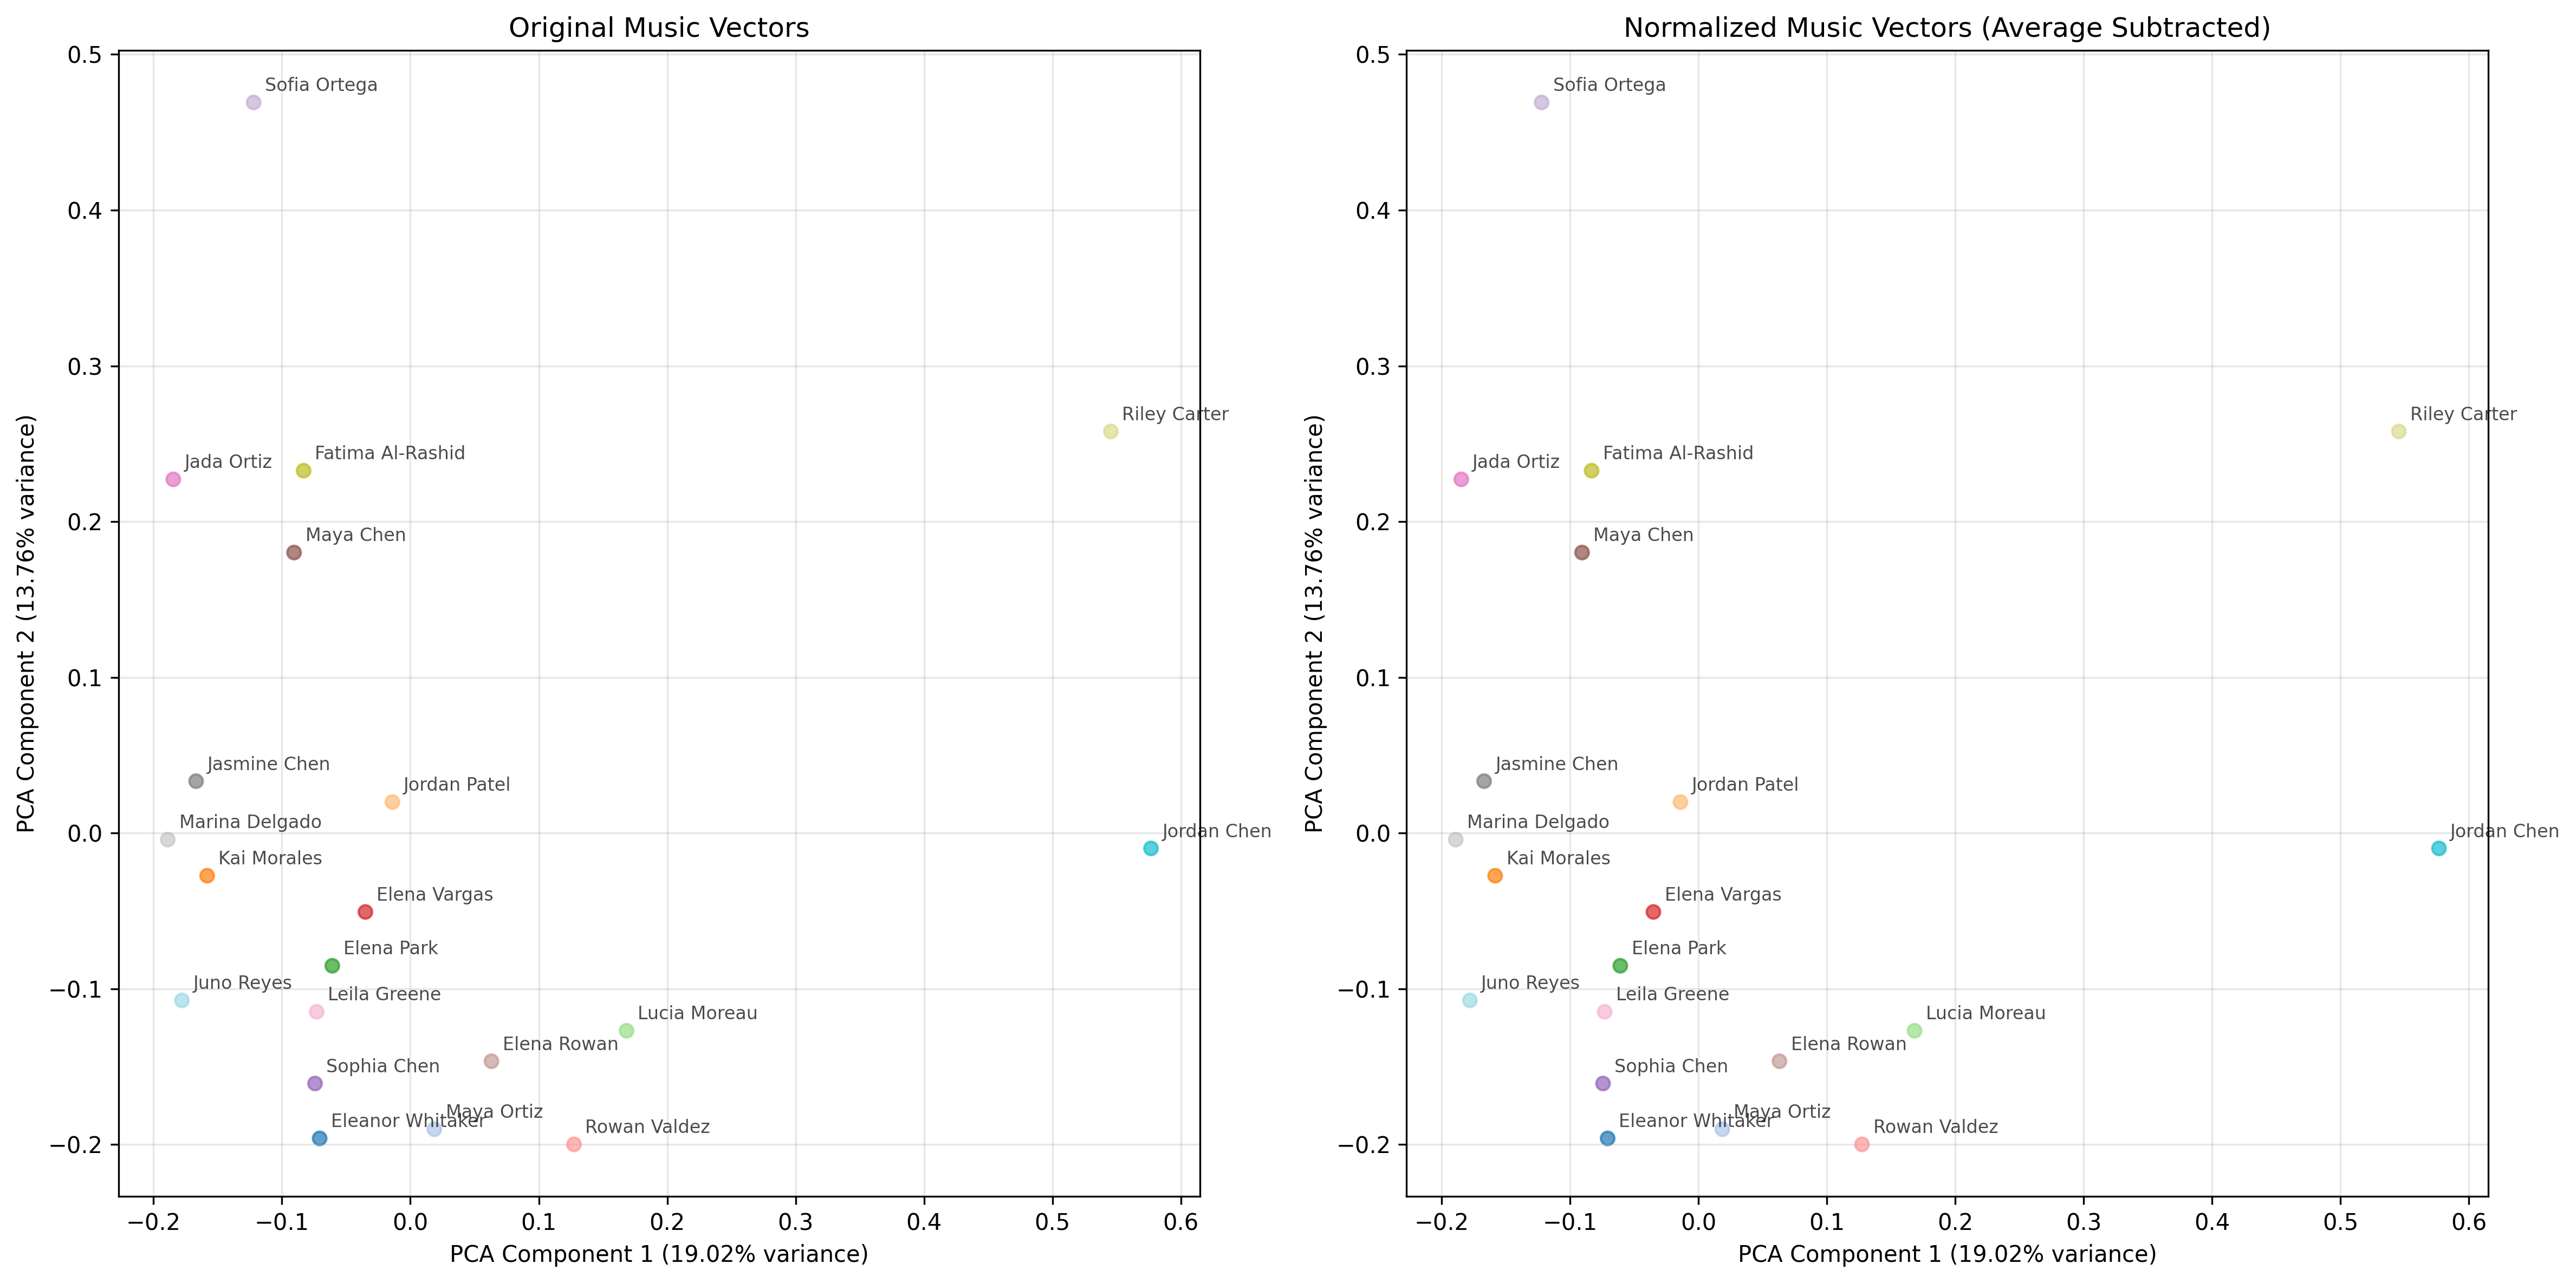 Original Music Vectors
0.5
0.4
0.3
0.2
0.1
0.0
−0.1
−0.2
PCA Component 2 (13.76% variance)
Sofia Ortega
Riley Carter
Fatima Al-Rashid
Jada Ortiz
Maya Chen
Jasmine Chen
Jordan Patel
Marina Delgado
Jordan Chen
Kai Morales
Elena Vargas
Elena Park
Juno Reyes
Leila Greene
Lucia Moreau
Elena Rowan
Sophia Chen
Maya Ortiz
Eleanor Whitaker
Rowan Valdez
−0.2 −0.1 0.0 0.1 0.2 0.3 0.4 0.5 0.6
PCA Component 1 (19.02% variance)
Normalized Music Vectors (Average Subtracted)
0.5
0.4
0.3
0.2
0.1
0.0
−0.1
−0.2
PCA Component 2 (13.76% variance)
Sofia Ortega
Riley Carter
Fatima Al-Rashid
Jada Ortiz
Maya Chen
Jasmine Chen
Jordan Patel
Marina Delgado
Jordan Chen
Kai Morales
Elena Vargas
Elena Park
Juno Reyes
Leila Greene
Lucia Moreau
Elena Rowan
Sophia Chen
Maya Ortiz
Eleanor Whitaker
Rowan Valdez
−0.2 −0.1 0.0 0.1 0.2 0.3 0.4 0.5 0.6
PCA Component 1 (19.02% variance)